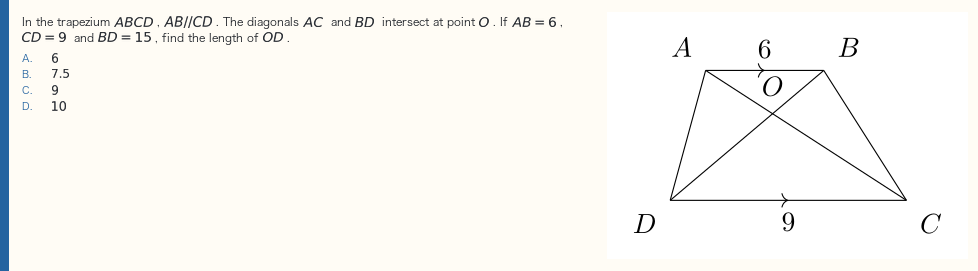 In the trapezium ABCD , AB//CD . The diagonals AC and BD intersect at point O . If AB = 6 ,
CD = 9 and BD = 15 , find the length of OD .
A. 6
B. 7.5
C. 9
D. 10
A 6 B
O
D 9 C